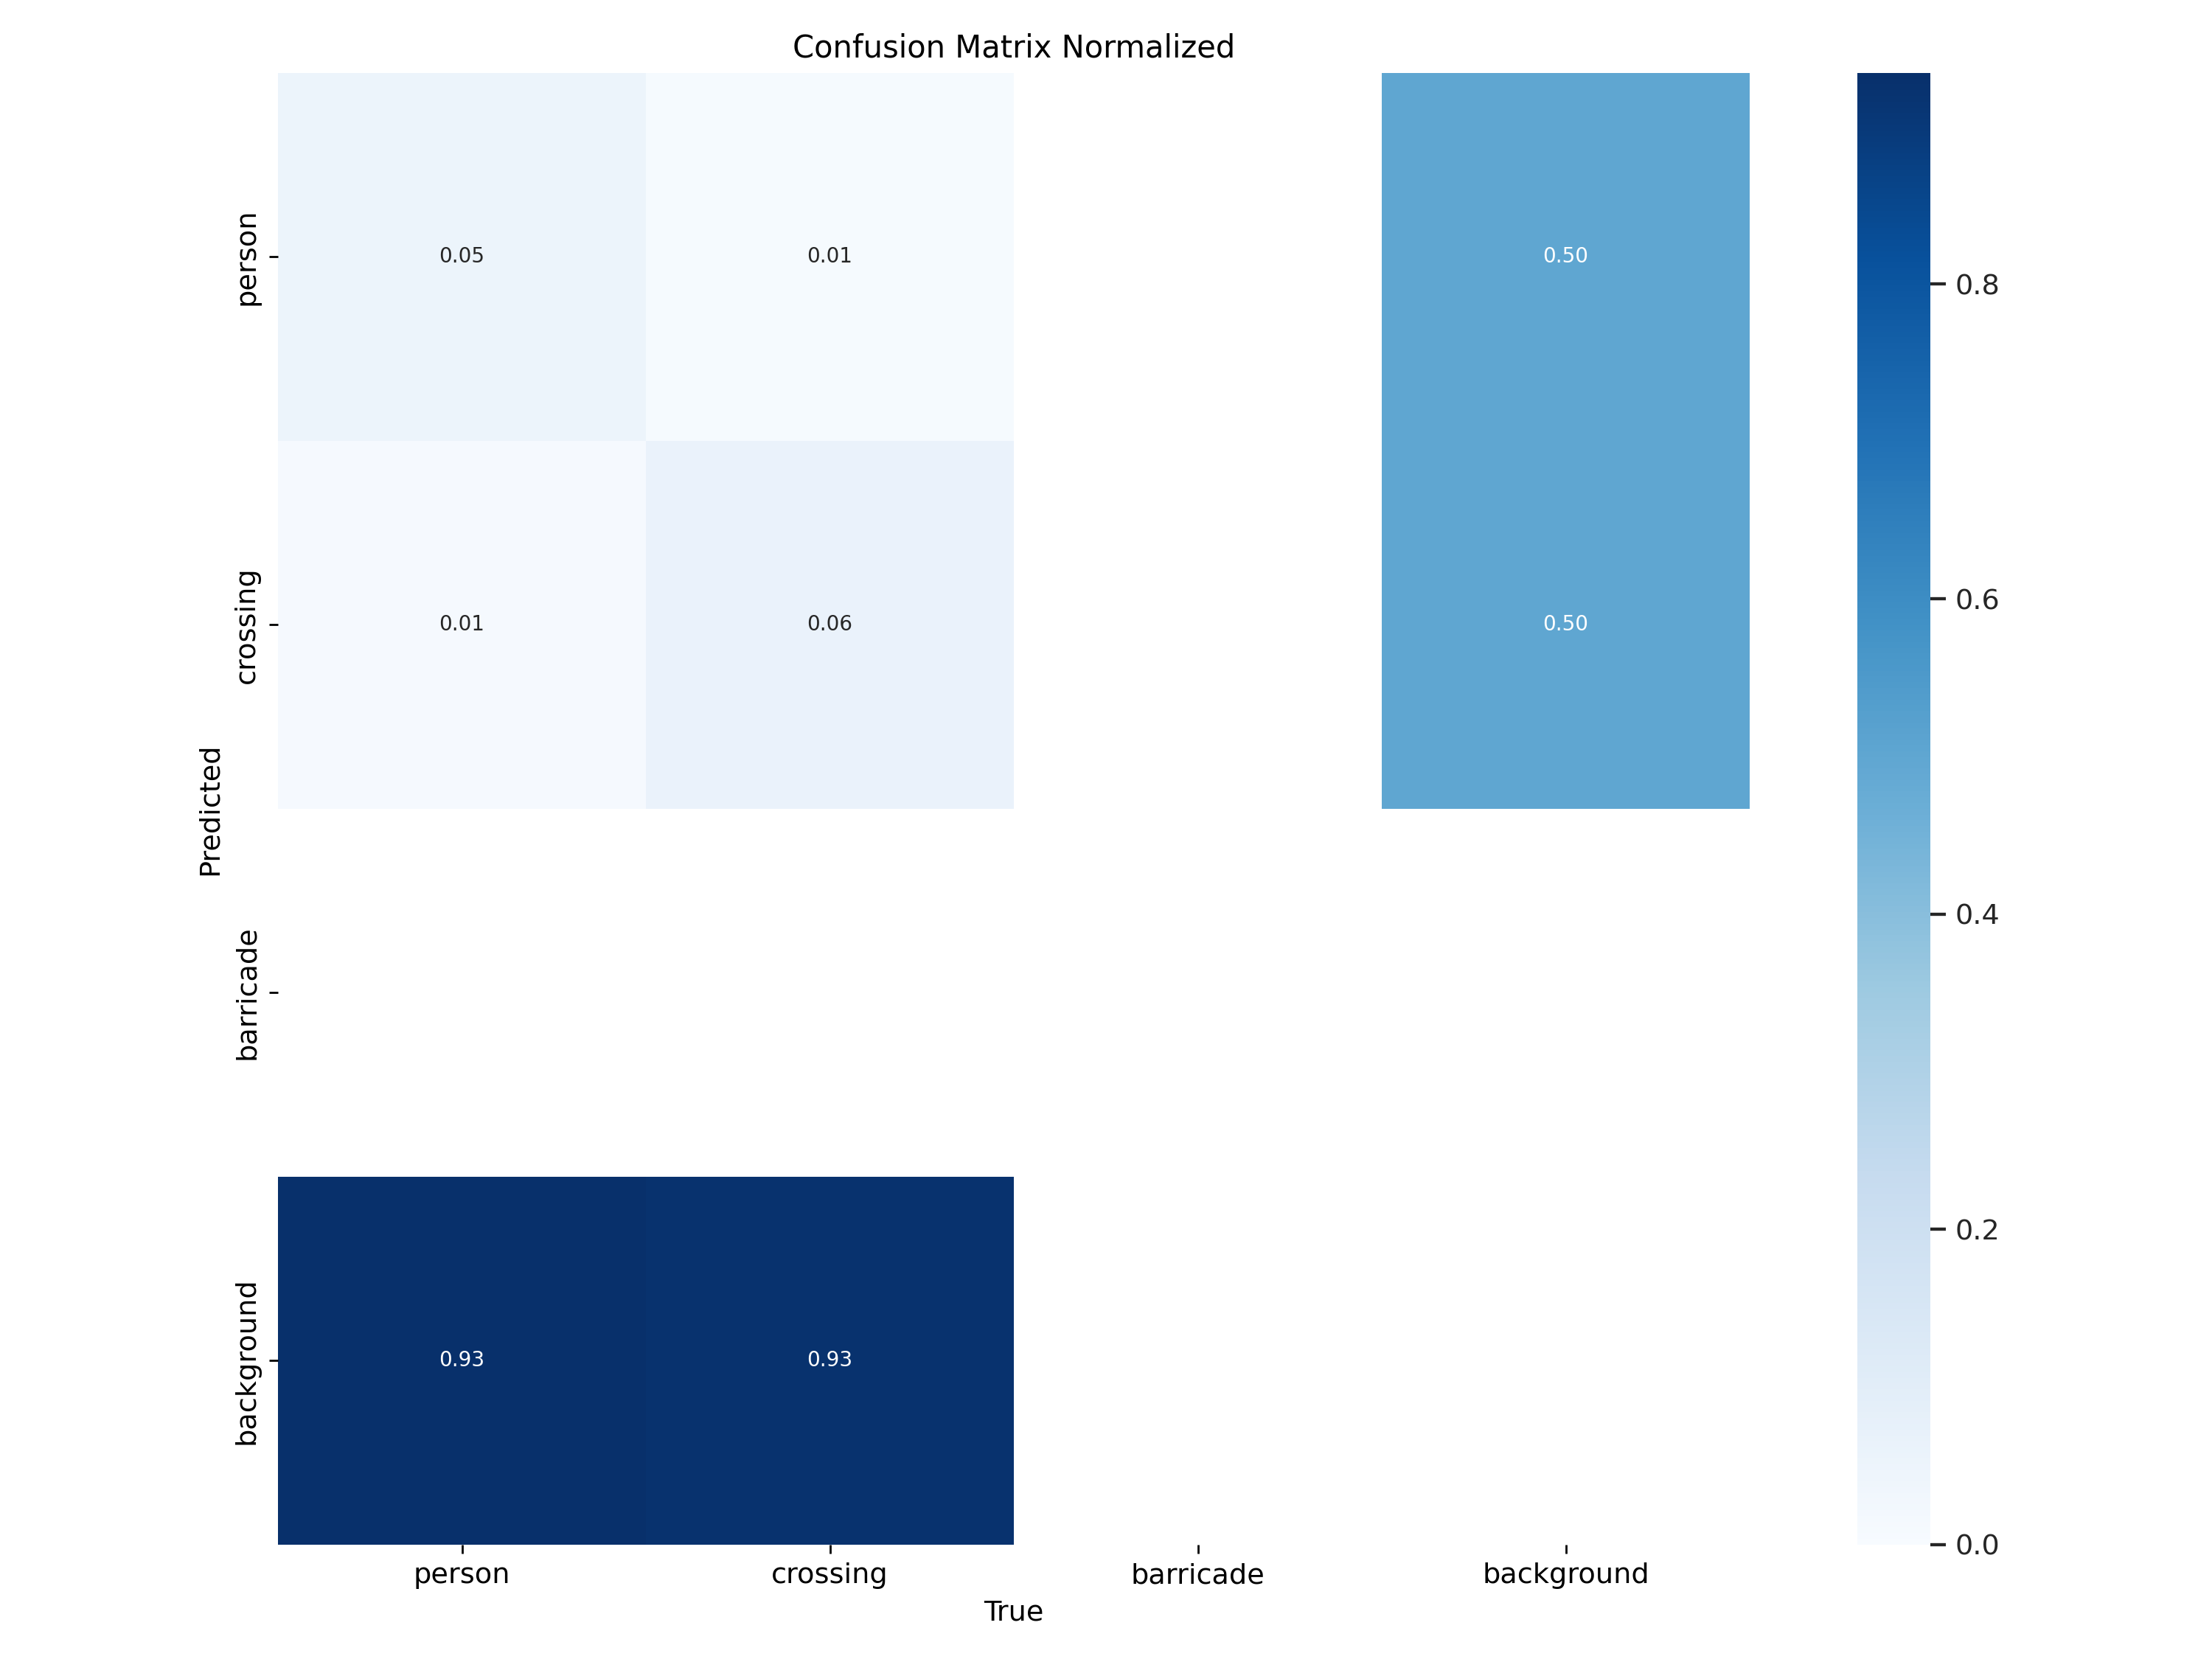 Confusion Matrix Normalized
person
0.05
0.01
0.50
0.8
0.6
crossing
0.01
0.06
0.50
Predicted
0.4
barricade
0.2
background
0.93
0.93
0.0
person
crossing
barricade
background
True